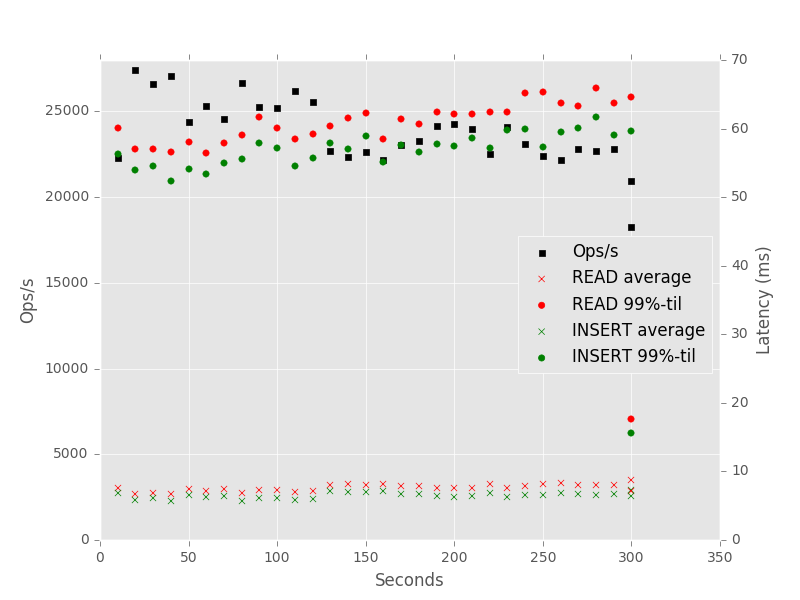 70
25000
60
20000
50
Ops/s
READ average
READ 99%-til
INSERT average
INSERT 99%-til
15000
40
Ops/s
Latency (ms)
30
10000
20
5000
10
0
0
0
50
100
150
200
250
300
350
Seconds